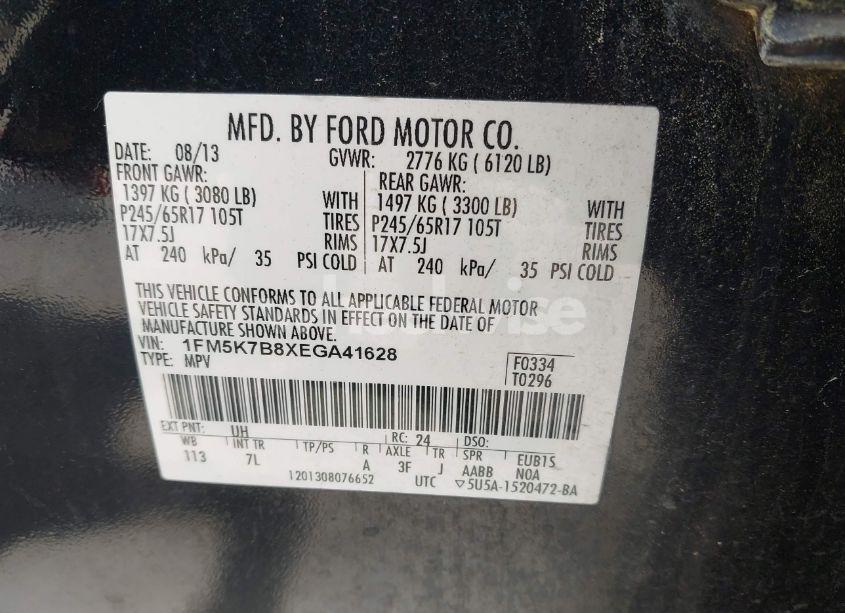 MFD. BY FORD MOTOR CO.
DATE: 08/13 GVWR: 2776 KG ( 6120 LB)
FRONT GAWR: REAR GAWR:
1397 KG ( 3080 LB) WITH 1497 KG ( 3300 LB) WITH
P245/65R17 105T TIRES P245/65R17 105T TIRES
17X7.5J RIMS 17X7.5J RIMS
AT 240 kPa/ 35 PSI COLD AT 240 kPa/ 35 PSI COLD
THIS VEHICLE CONFORMS TO ALL APPLICABLE FEDERAL MOTOR
VEHICLE SAFETY STANDARDS IN EFFECT ON THE DATE OF
MANUFACTURE SHOWN ABOVE.
VIN: 1FM5K7B8XEGA41628
TYPE: MPV
F0334
T0296
EXT PNT: UH RC: 24 DSO:
WB INT TR TP/PS R AXLE TR SPR EUB1S
113 7L A 3F J AABB N0A
1201308076652 UTC ▽5U5A-1520472-BA